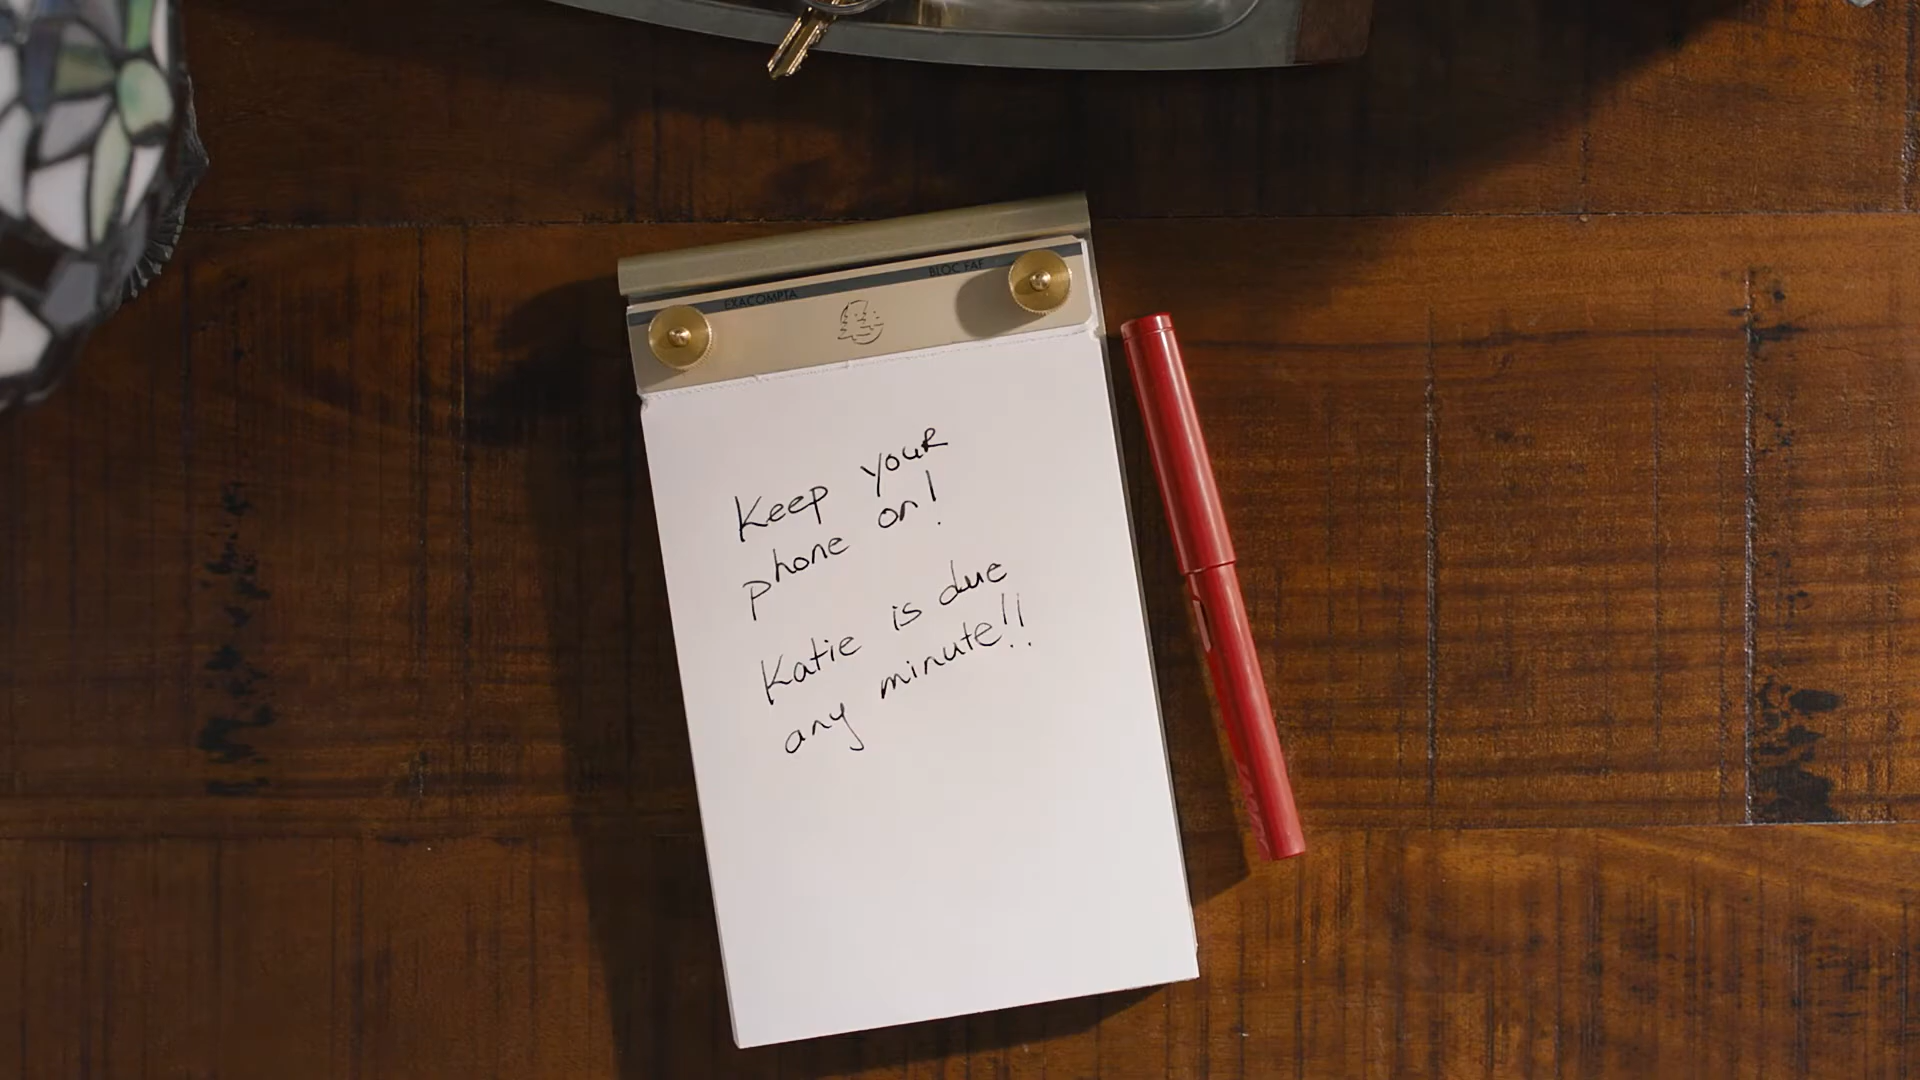 EXACOMPTA BLOC FAF
Keep your
phone on!
Katie is due
any minute!!